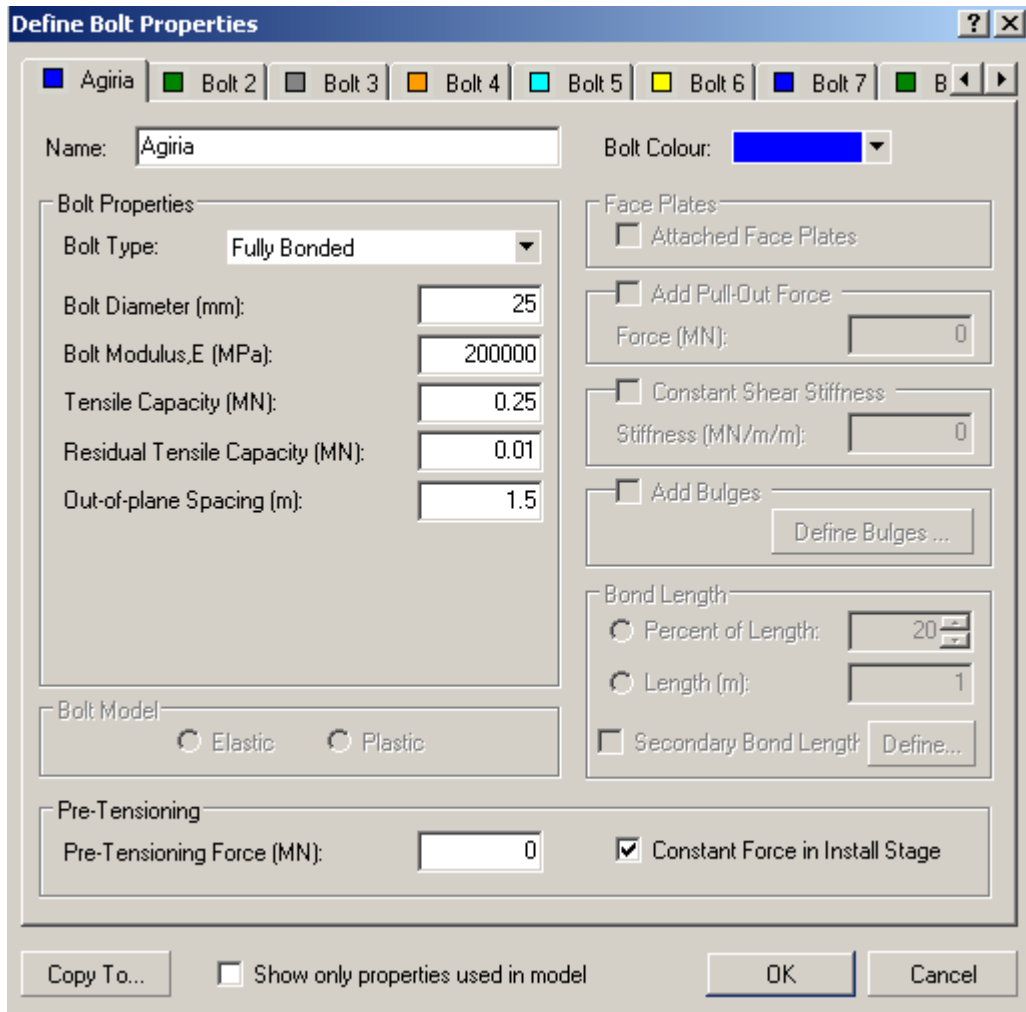 Define Bolt Properties
Agiria Bolt 2 Bolt 3 Bolt 4 Bolt 5 Bolt 6 Bolt 7 B
Name: Agiria Bolt Colour:
Bolt Properties
Bolt Type: Fully Bonded
Bolt Diameter (mm): 25
Bolt Modulus,E (MPa): 200000
Tensile Capacity (MN): 0.25
Residual Tensile Capacity (MN): 0.01
Out-of-plane Spacing (m): 1.5
Face Plates
Attached Face Plates
Add Pull-Out Force
Force (MN): 0
Constant Shear Stiffness
Stiffness (MN/m/m): 0
Add Bulges
Define Bulges ...
Bond Length
Percent of Length: 20
Length (m): 1
Secondary Bond Length Define...
Bolt Model
Elastic Plastic
Pre-Tensioning
Pre-Tensioning Force (MN): 0 Constant Force in Install Stage
Copy To... Show only properties used in model OK Cancel